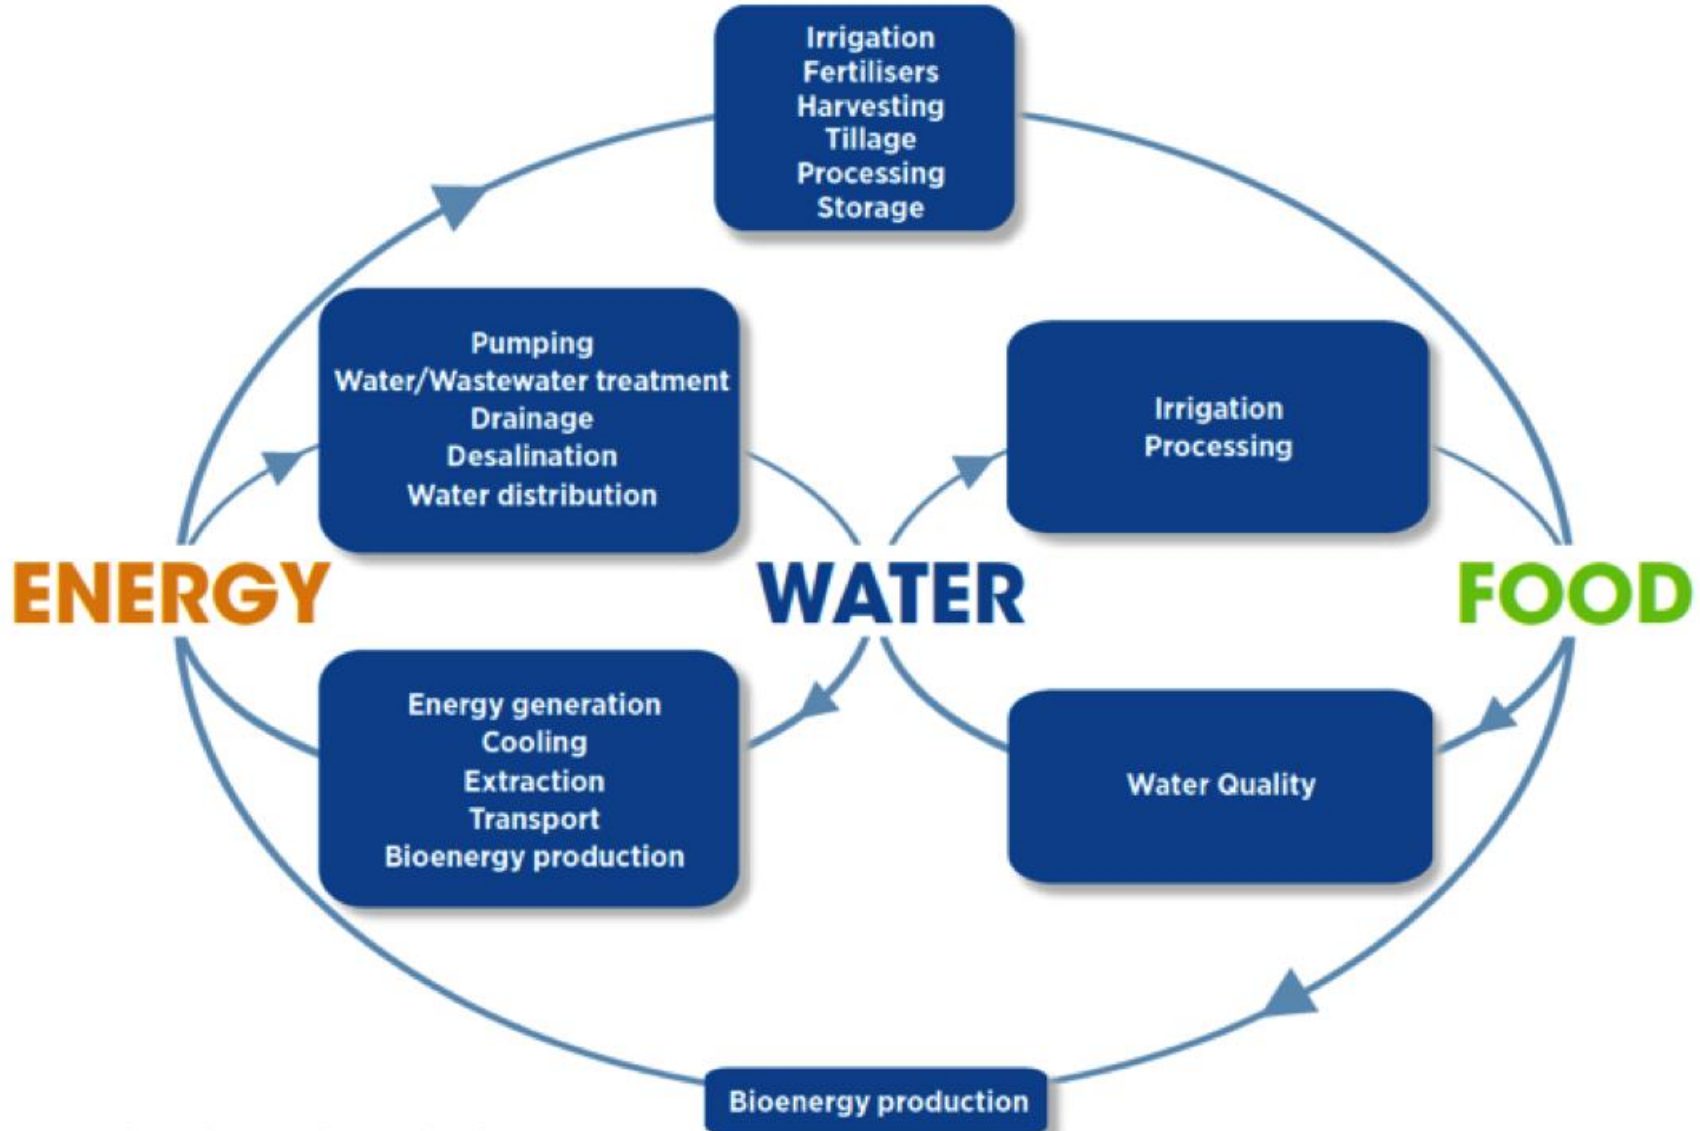 Irrigation
Fertilisers
Harvesting
Tillage
Processing
Storage
Pumping
Water/Wastewater treatment
Drainage
Desalination
Water distribution
Irrigation
Processing
ENERGY
WATER
FOOD
Energy generation
Cooling
Extraction
Transport
Bioenergy production
Water Quality
Bioenergy production